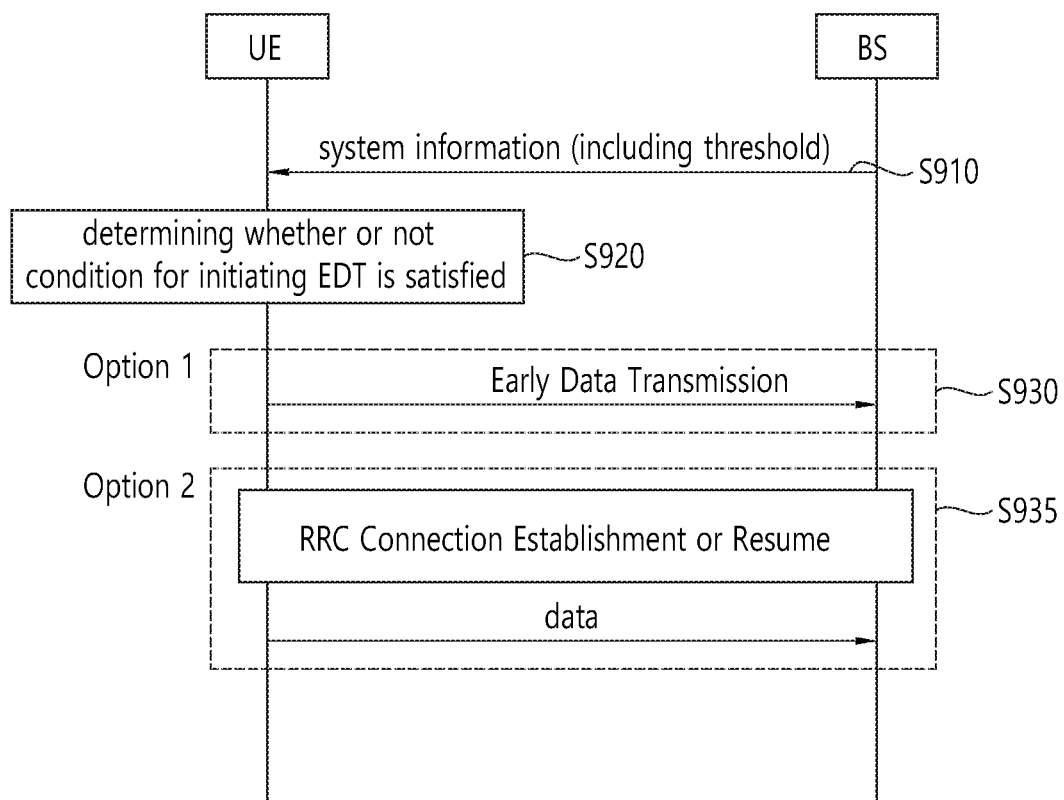 UE
BS
system information (including threshold)
S910
determining whether or not
condition for initiating EDT is satisfied
S920
Option 1
Early Data Transmission
S930
Option 2
RRC Connection Establishment or Resume
S935
data